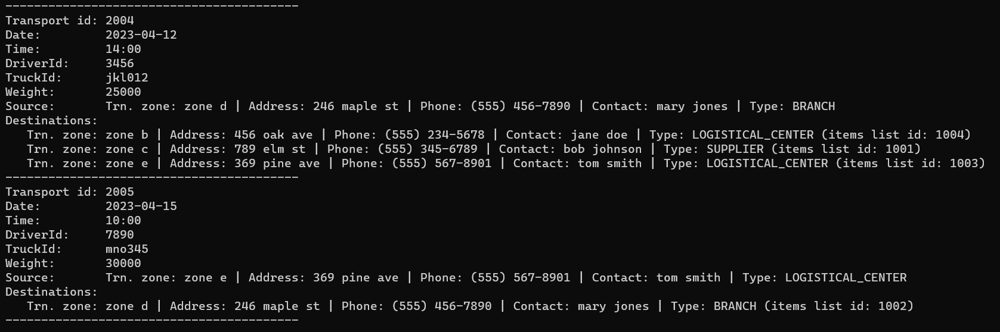 -----------------------------------------
Transport id: 2004
Date:         2023-04-12
Time:         14:00
DriverId:     3456
TruckId:      jkl012
Weight:       25000
Source:       Trn. zone: zone d | Address: 246 maple st | Phone: (555) 456-7890 | Contact: mary jones | Type: BRANCH
Destinations:
   Trn. zone: zone b | Address: 456 oak ave | Phone: (555) 234-5678 | Contact: jane doe | Type: LOGISTICAL_CENTER (items list id: 1004)
   Trn. zone: zone c | Address: 789 elm st | Phone: (555) 345-6789 | Contact: bob johnson | Type: SUPPLIER (items list id: 1001)
   Trn. zone: zone e | Address: 369 pine ave | Phone: (555) 567-8901 | Contact: tom smith | Type: LOGISTICAL_CENTER (items list id: 1003)
-----------------------------------------
Transport id: 2005
Date:         2023-04-15
Time:         10:00
DriverId:     7890
TruckId:      mno345
Weight:       30000
Source:       Trn. zone: zone e | Address: 369 pine ave | Phone: (555) 567-8901 | Contact: tom smith | Type: LOGISTICAL_CENTER
Destinations:
   Trn. zone: zone d | Address: 246 maple st | Phone: (555) 456-7890 | Contact: mary jones | Type: BRANCH (items list id: 1002)
-----------------------------------------